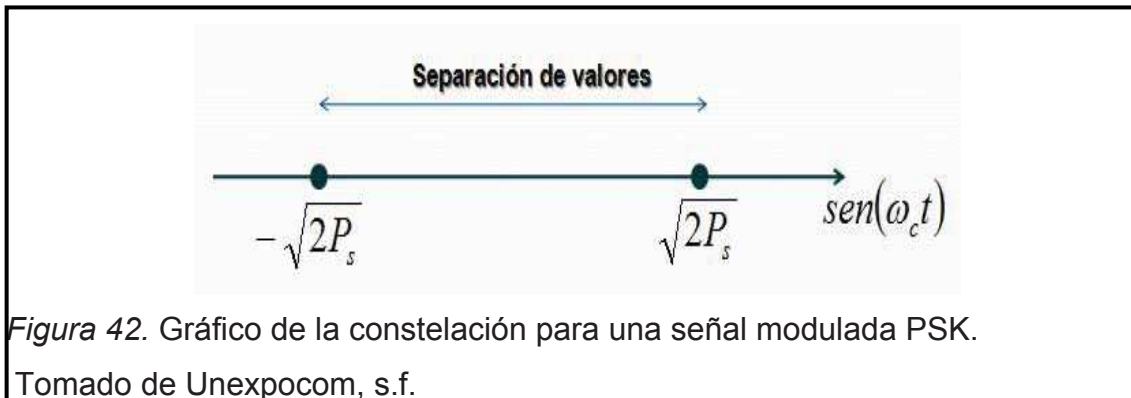 Separación de valores
−√2Pₛ
√2Pₛ
sen(ω꜀t)
Figura 42. Gráfico de la constelación para una señal modulada PSK.
Tomado de Unexpocom, s.f.